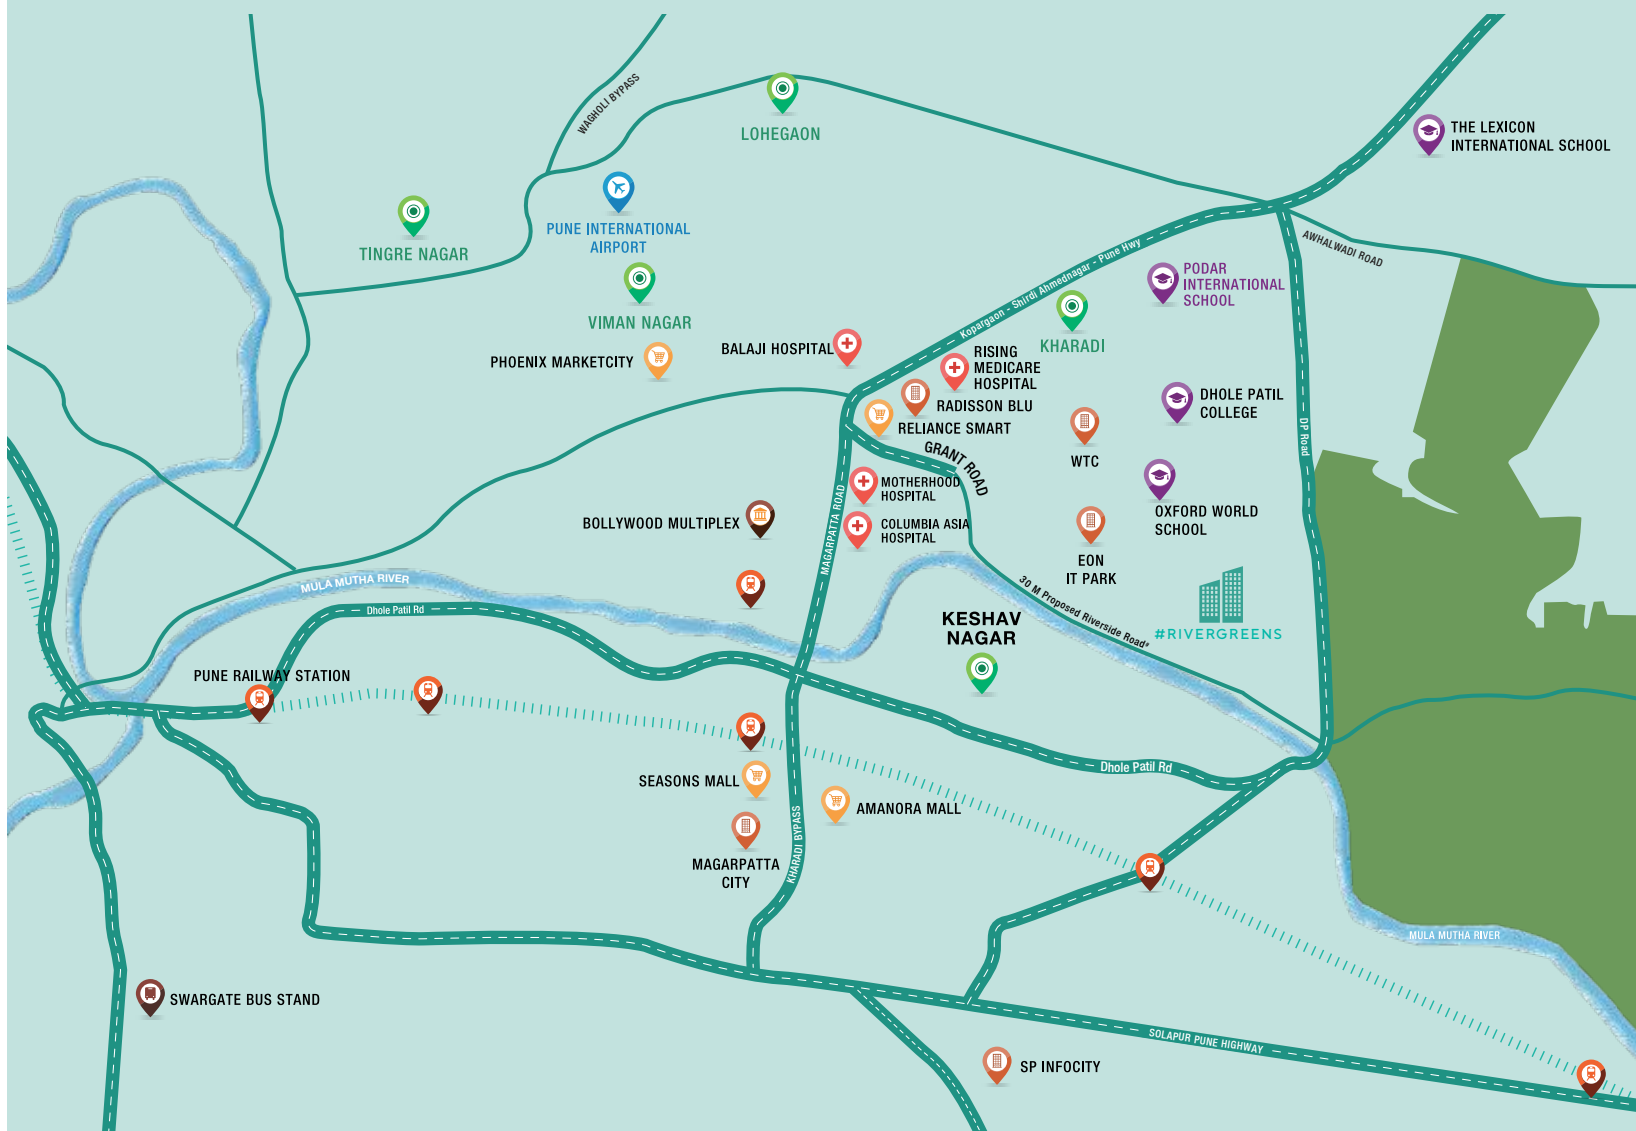 WAGHOLI BYPASS
LOHEGAON
THE LEXICON
INTERNATIONAL SCHOOL
TINGRE NAGAR
PUNE INTERNATIONAL
AIRPORT
VIMAN NAGAR
PHOENIX MARKETCITY
BALAJI HOSPITAL
Kopargaon - Shirdi Ahmednagar - Pune Hwy
AWHALWADI ROAD
PODAR
INTERNATIONAL
SCHOOL
KHARADI
RISING
MEDICARE
HOSPITAL
RADISSON BLU
RELIANCE SMART
DHOLE PATIL
COLLEGE
DP Road
GRANT ROAD
WTC
MOTHERHOOD
HOSPITAL
MAGARPATTA ROAD
BOLLYWOOD MULTIPLEX
COLUMBIA ASIA
HOSPITAL
OXFORD WORLD
SCHOOL
EON
IT PARK
MULA MUTHA RIVER
Dhole Patil Rd
30 M Proposed Riverside Road*
KESHAV
NAGAR
#RIVERGREENS
PUNE RAILWAY STATION
Dhole Patil Rd
SEASONS MALL
AMANORA MALL
KHARADI BYPASS
MAGARPATTA
CITY
MULA MUTHA RIVER
SWARGATE BUS STAND
SOLAPUR PUNE HIGHWAY
SP INFOCITY